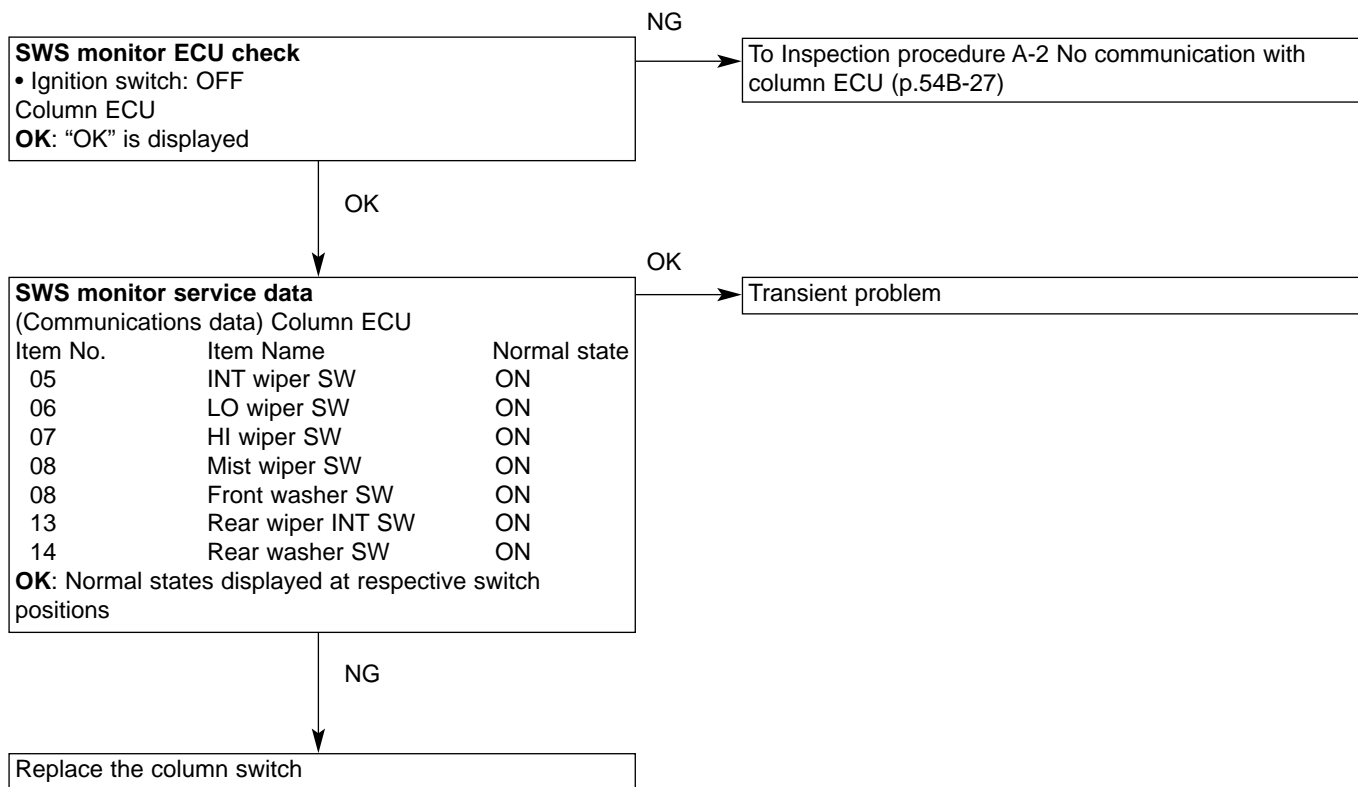 NG
SWS monitor ECU check
• Ignition switch: OFF
Column ECU
OK: “OK” is displayed
To Inspection procedure A-2 No communication with
column ECU (p.54B-27)
OK
OK
SWS monitor service data
(Communications data) Column ECU
Item No. Item Name Normal state
05 INT wiper SW ON
06 LO wiper SW ON
07 HI wiper SW ON
08 Mist wiper SW ON
08 Front washer SW ON
13 Rear wiper INT SW ON
14 Rear washer SW ON
OK: Normal states displayed at respective switch
positions
Transient problem
NG
Replace the column switch